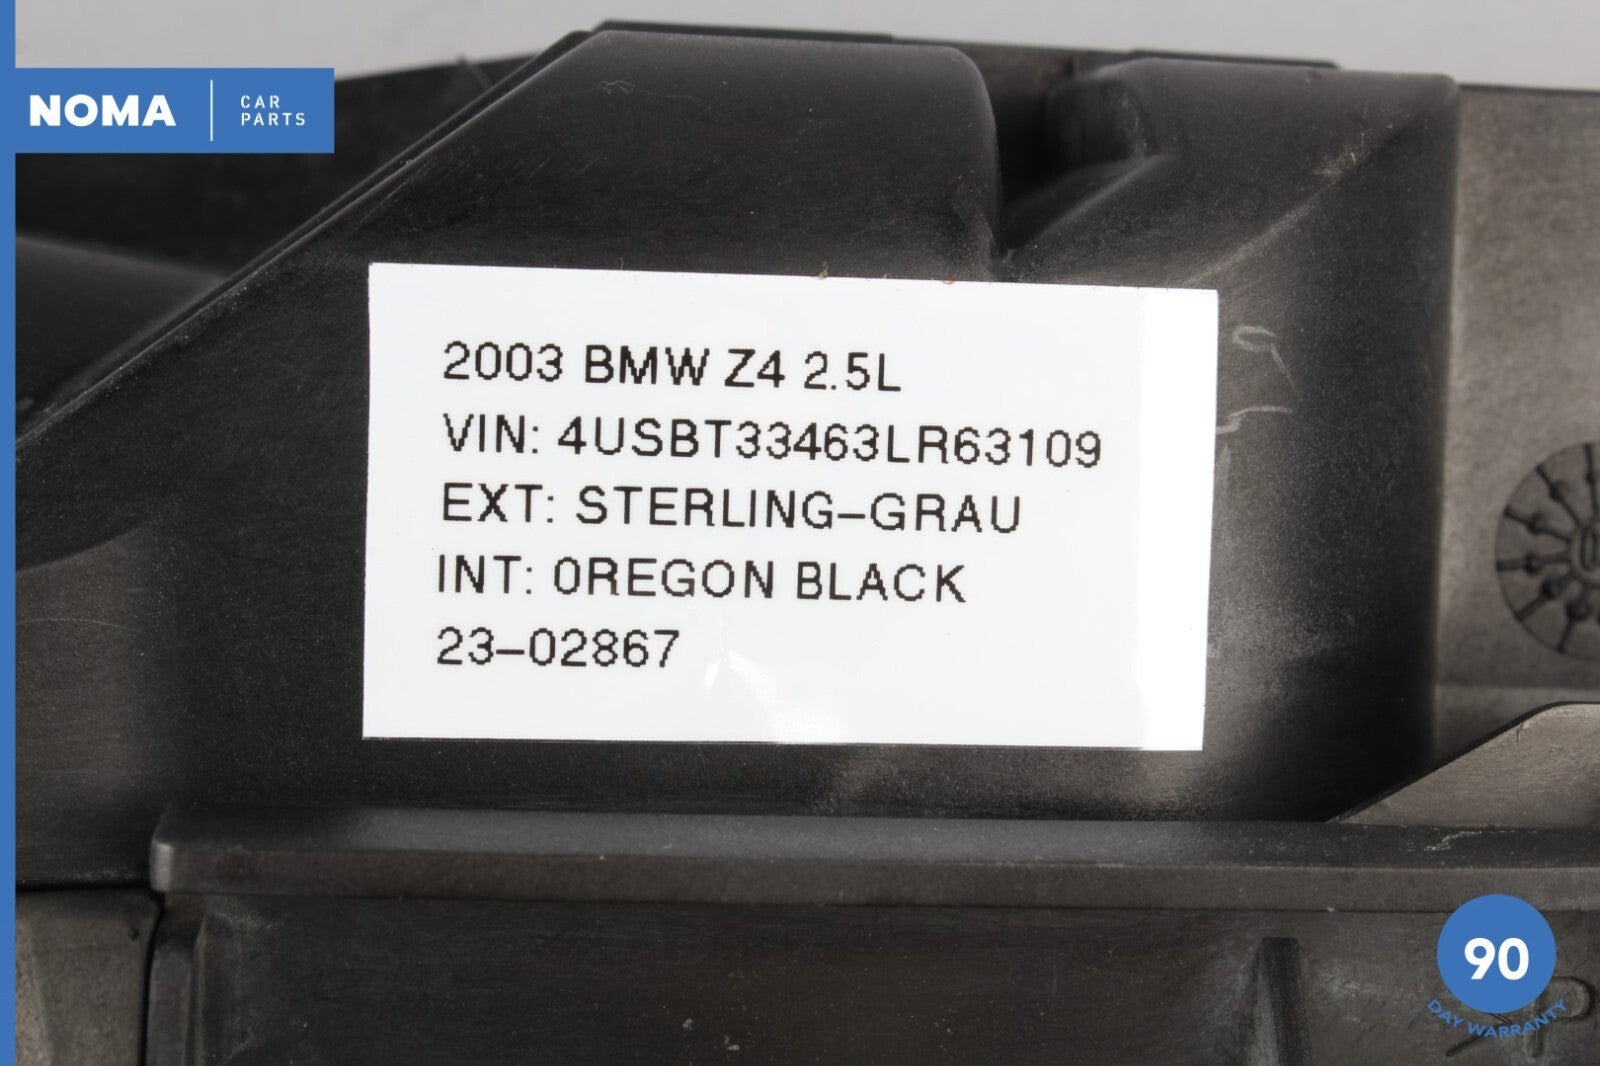 NOMA
CAR
PARTS
2003 BMW Z4 2.5L
VIN: 4USBT33463LR63109
EXT: STERLING-GRAU
INT: 0REGON BLACK
23-02867
90
DAY WARRANTY